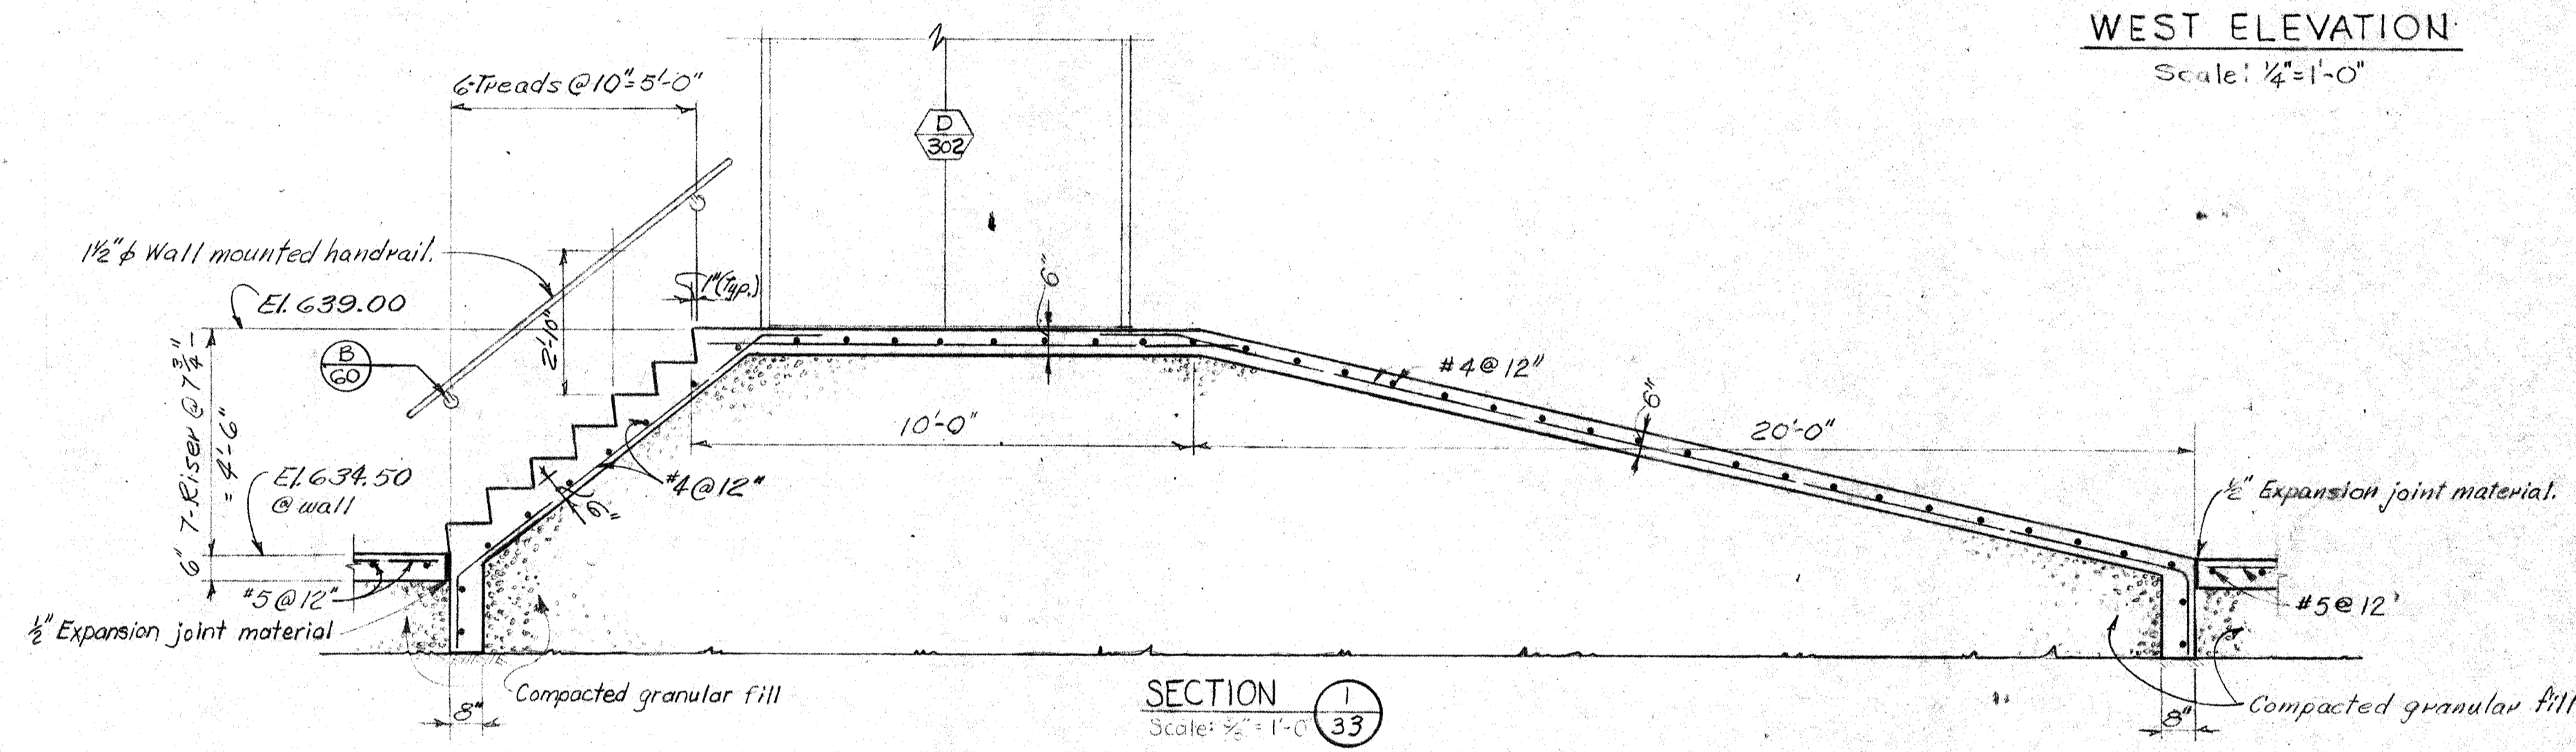 WEST ELEVATION
Scale: 1/4"=1'-0"
6-Treads @ 10"=5'-0"
D
302
1½"ϕ Wall mounted handrail.
El. 639.00
1"(Typ.)
6"
2'-10"
B
60
#4@12"
6"
7-Riser @ 7 3/4"
= 4'-6"
6"
10'-0"
20'-0"
El. 634.50
@ wall
#4@12"
6"
½" Expansion joint material.
#5@12"
#5@12'
½" Expansion joint material
Compacted granular fill
8"
SECTION
1
33
Scale: = 1'-0
Compacted granular fill
8"